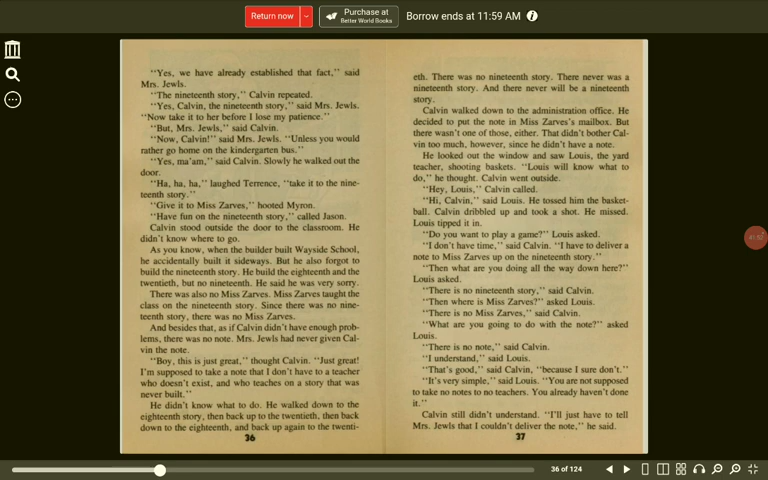 Return now
Purchase at
Better World Books
Borrow ends at 11:59 AM
"Yes, we have already established that fact," said
Mrs. Jewls.
"The nineteenth story," Calvin repeated.
"Yes, Calvin, the nineteenth story," said Mrs. Jewls.
"Now take it to her before I lose my patience."
"But, Mrs. Jewls," said Calvin.
"Now, Calvin!" said Mrs. Jewls. "Unless you would
rather go home on the kindergarten bus."
"Yes, ma'am," said Calvin. Slowly he walked out the
door.
"Ha, ha, ha," laughed Terrence, "take it to the nine-
teenth story."
"Give it to Miss Zarves," hooted Myron.
"Have fun on the nineteenth story," called Jason.
Calvin stood outside the door to the classroom. He
didn't know where to go.
As you know, when the builder built Wayside School,
he accidentally built it sideways. But he also forgot to
build the nineteenth story. He build the eighteenth and the
twentieth, but no nineteenth. He said he was very sorry.
There was also no Miss Zarves. Miss Zarves taught the
class on the nineteenth story. Since there was no nine-
teenth story, there was no Miss Zarves.
And besides that, as if Calvin didn't have enough prob-
lems, there was no note. Mrs. Jewls had never given Cal-
vin the note.
"Boy, this is just great," thought Calvin. "Just great!
I'm supposed to take a note that I don't have to a teacher
who doesn't exist, and who teaches on a story that was
never built."
He didn't know what to do. He walked down to the
eighteenth story, then back up to the twentieth, then back
down to the eighteenth, and back up again to the twenti-
36
eth. There was no nineteenth story. There never was a
nineteenth story. And there never will be a nineteenth
story.
Calvin walked down to the administration office. He
decided to put the note in Miss Zarves's mailbox. But
there wasn't one of those, either. That didn't bother Cal-
vin too much, however, since he didn't have a note.
He looked out the window and saw Louis, the yard
teacher, shooting baskets. "Louis will know what to
do," he thought. Calvin went outside.
"Hey, Louis," Calvin called.
"Hi, Calvin," said Louis. He tossed him the basket-
ball. Calvin dribbled up and took a shot. He missed.
Louis tipped it in.
"Do you want to play a game?" Louis asked.
"I don't have time," said Calvin. "I have to deliver a
note to Miss Zarves up on the nineteenth story."
"Then what are you doing all the way down here?"
Louis asked.
"There is no nineteenth story," said Calvin.
"Then where is Miss Zarves?" asked Louis.
"There is no Miss Zarves," said Calvin.
"What are you going to do with the note?" asked
Louis.
"There is no note," said Calvin.
"I understand," said Louis.
"That's good," said Calvin, "because I sure don't."
"It's very simple," said Louis. "You are not supposed
to take no notes to no teachers. You already haven't done
it."
Calvin still didn't understand. "I'll just have to tell
Mrs. Jewls that I couldn't deliver the note," he said.
37
36 of 124